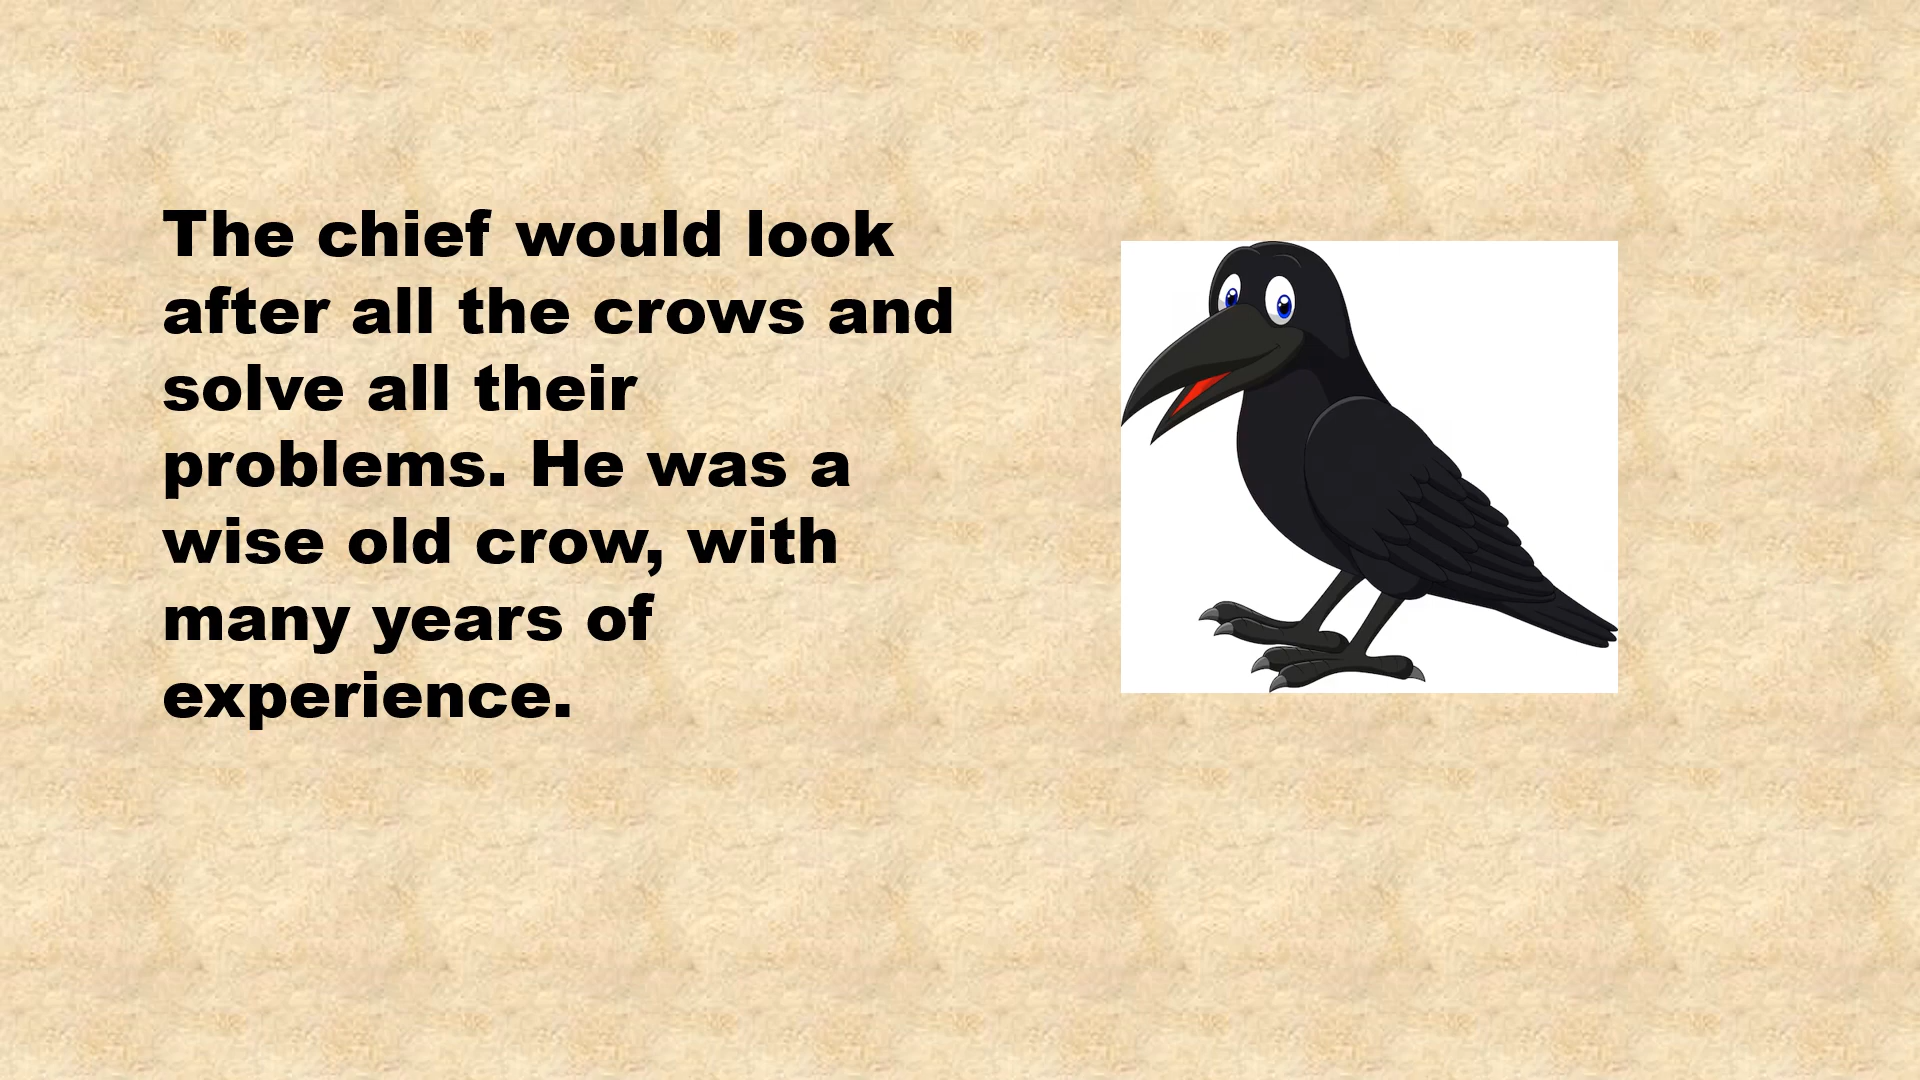 The chief would look
after all the crows and
solve all their
problems. He was a
wise old crow, with
many years of
experience.